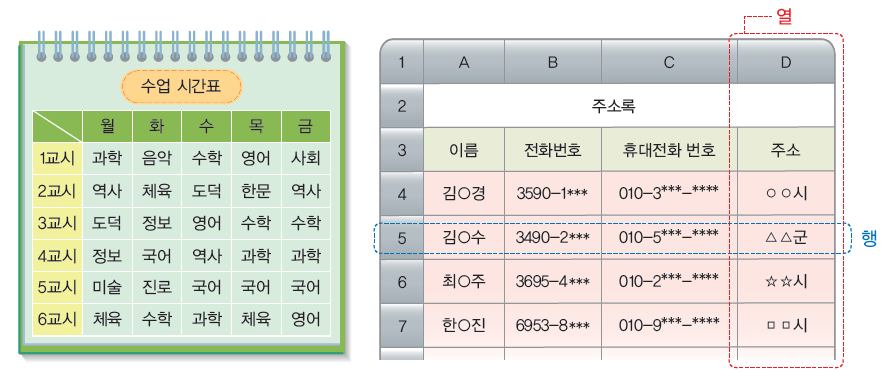 수업 시간표
월 화 수 목 금
1교시 과학 음악 수학 영어 사회
2교시 역사 체육 도덕 한문 역사
3교시 도덕 정보 영어 수학 수학
4교시 정보 국어 역사 과학 과학
5교시 미술 진로 국어 국어 국어
6교시 체육 수학 과학 체육 영어
열
1 A B C D
2 주소록
3 이름 전화번호 휴대전화 번호 주소
4 김○경 3590-1*** 010-3***-**** ○○시
5 김○수 3490-2*** 010-5***-**** △△군
행
6 최○주 3695-4*** 010-2***-**** ☆☆시
7 한○진 6953-8*** 010-9***-**** □□시